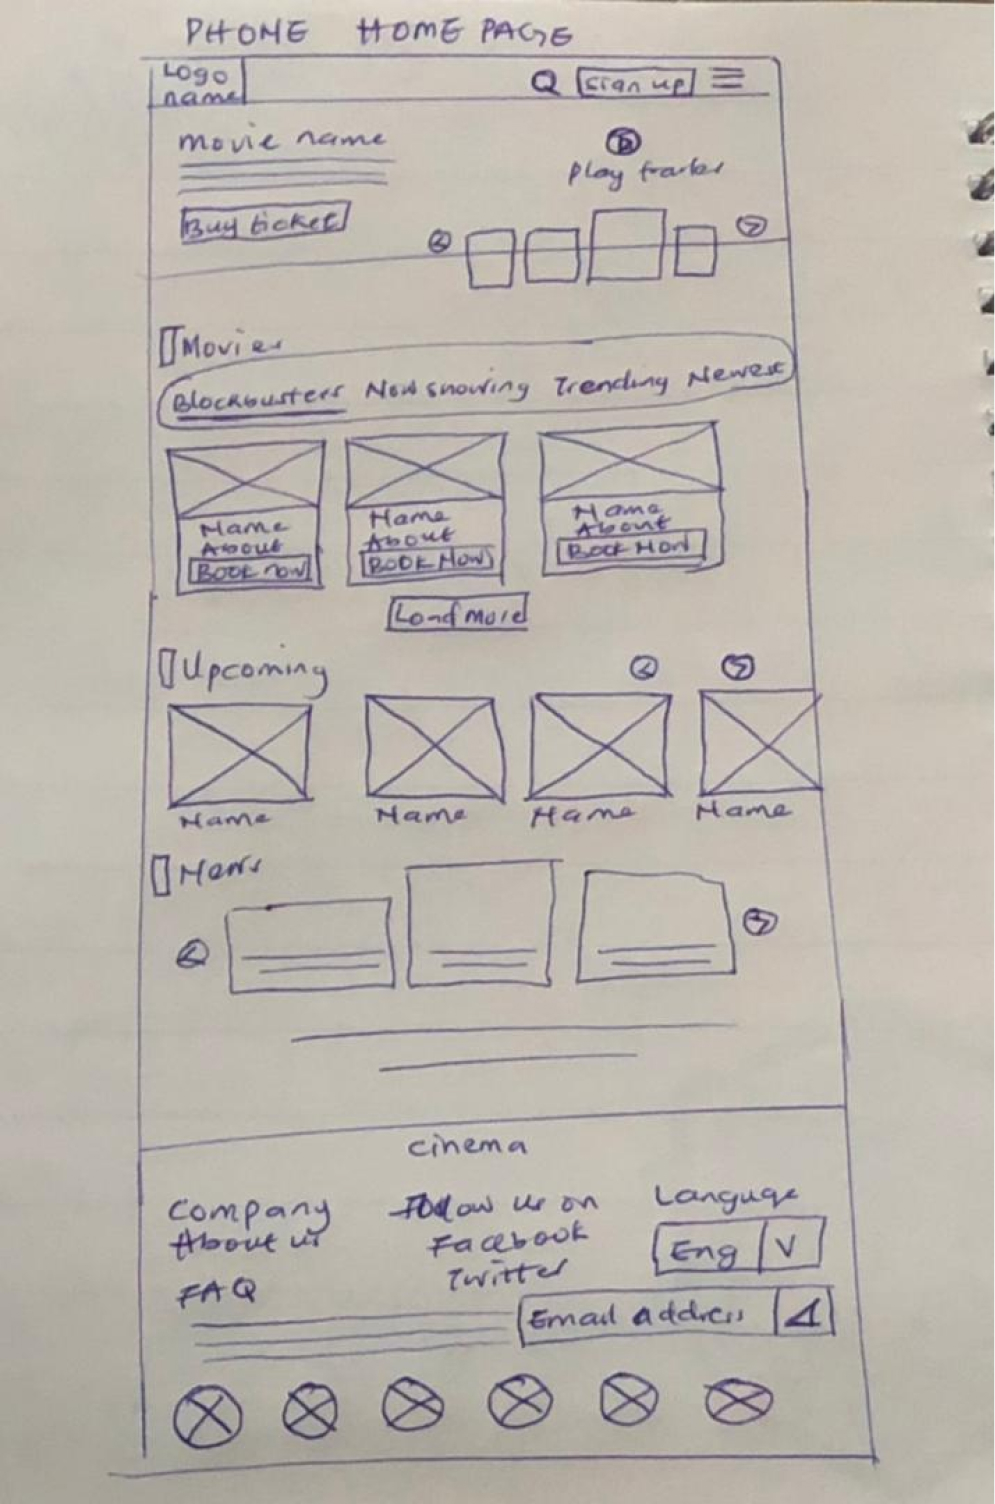 PHONE HOME PAGE
Logo name
Q Sign up
movie name
Play trailer
Buy ticket
Movies
Blockbusters Now showing Trending Newest
Name Name Name
About About About
Book now Book Now Book Now
Load more
Upcoming
Name Name Name Name
News
cinema
Company Follow us on Language
About us Facebook Eng V
FAQ Twitter
Email address